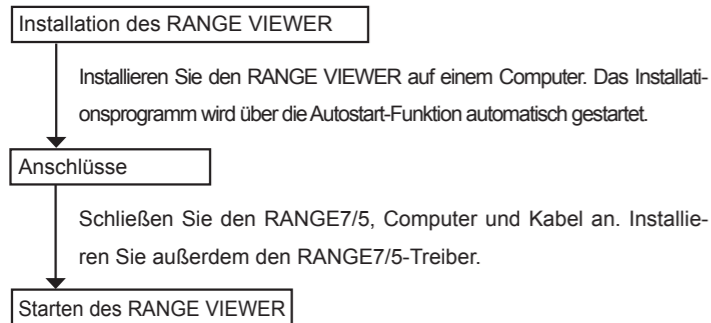 Installation des RANGE VIEWER
Installieren Sie den RANGE VIEWER auf einem Computer. Das Installati-
onsprogramm wird über die Autostart-Funktion automatisch gestartet.
Anschlüsse
Schließen Sie den RANGE7/5, Computer und Kabel an. Installie-
ren Sie außerdem den RANGE7/5-Treiber.
Starten des RANGE VIEWER